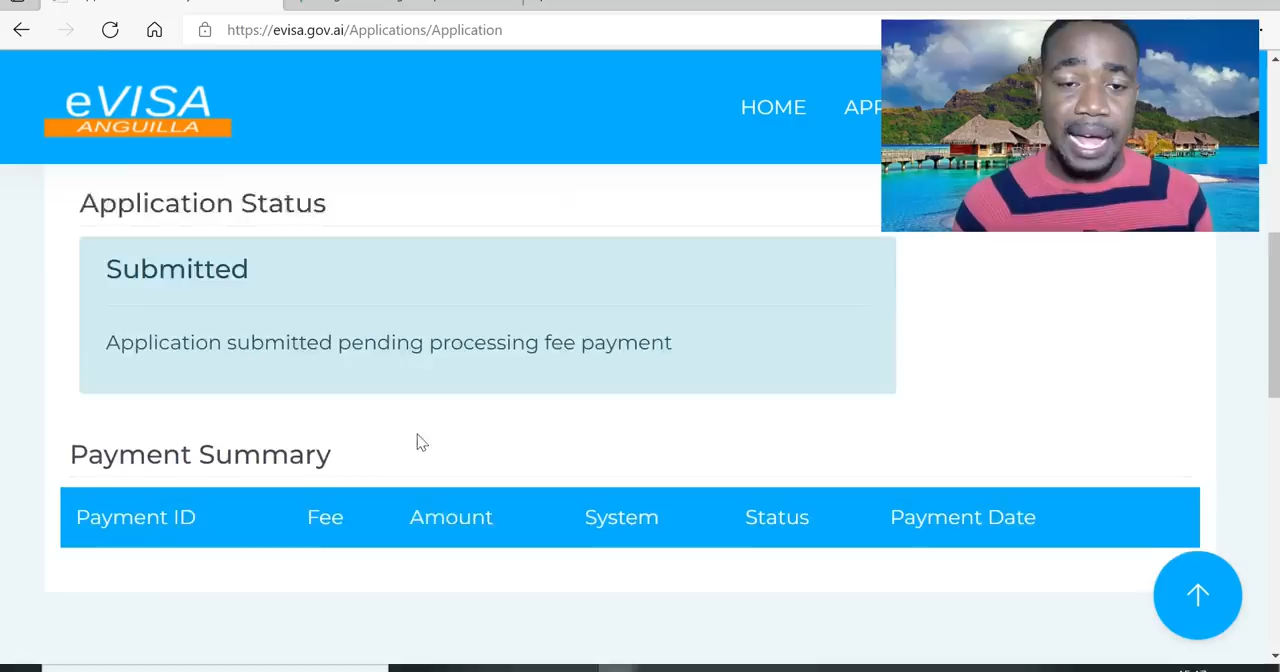 https://evisa.gov.ai/Applications/Application
eVISA
ANGUILLA
HOME
Application Status
Submitted
Application submitted pending processing fee payment
Payment Summary
Payment ID Fee Amount System Status Payment Date